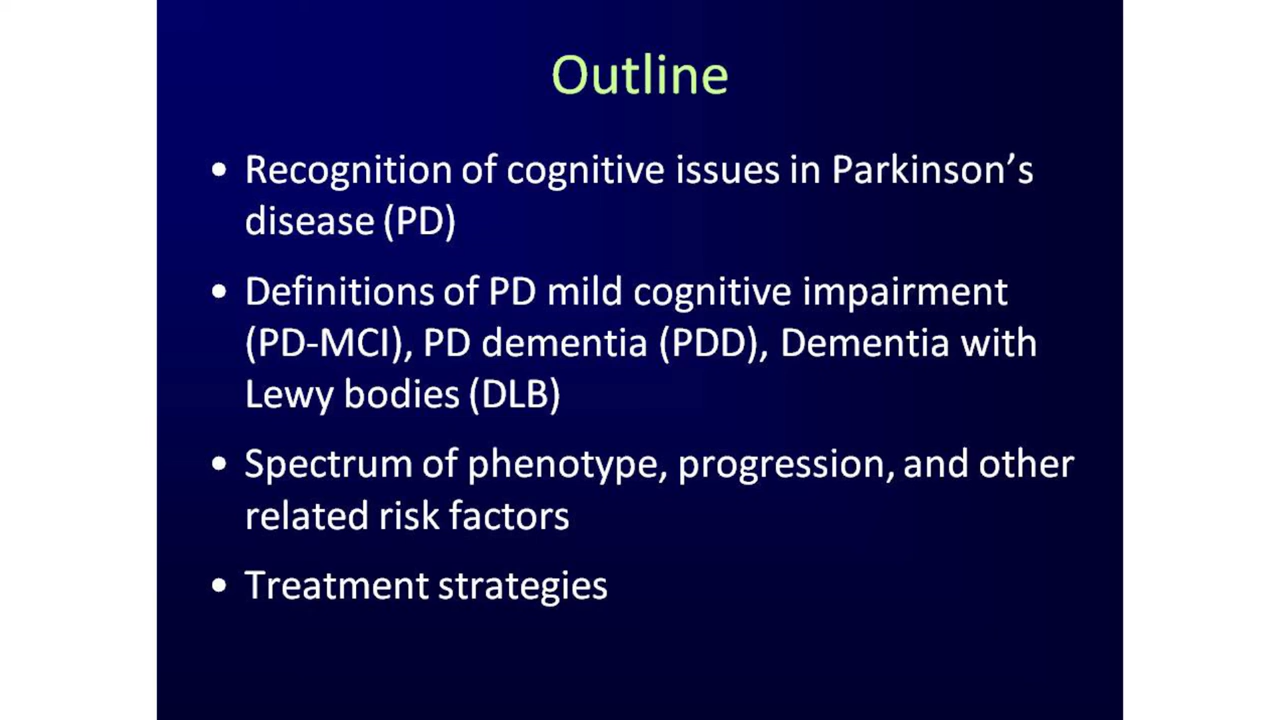 Outline
• Recognition of cognitive issues in Parkinson’s
disease (PD)
• Definitions of PD mild cognitive impairment
(PD-MCI), PD dementia (PDD), Dementia with
Lewy bodies (DLB)
• Spectrum of phenotype, progression, and other
related risk factors
• Treatment strategies